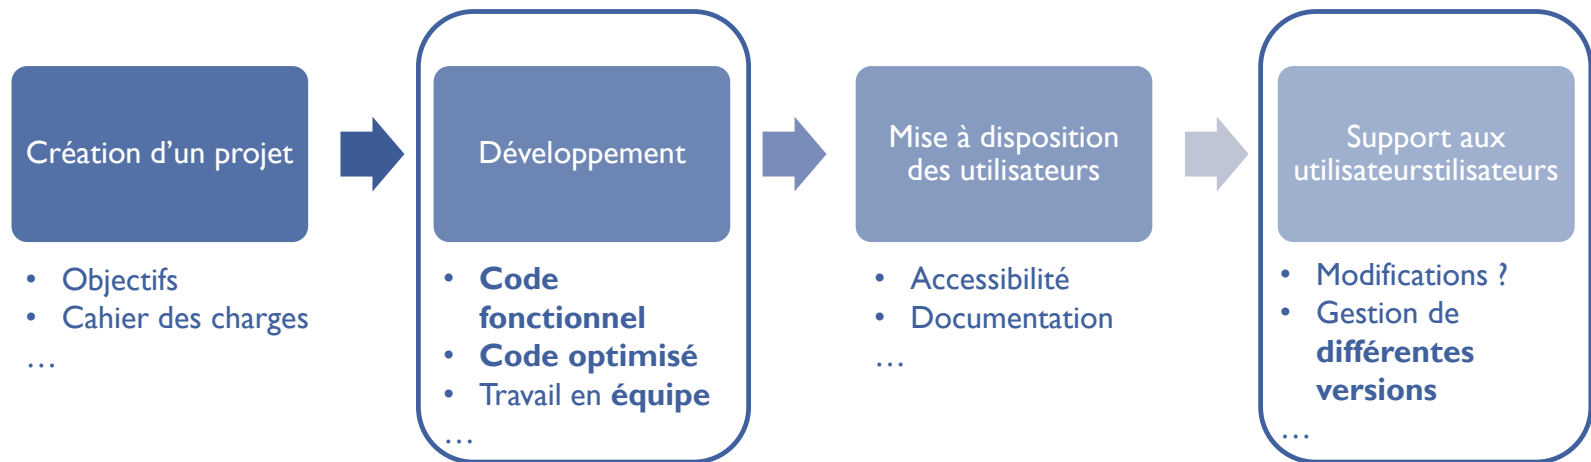 Création d’un projet
Développement
Mise à disposition
des utilisateurs
Support aux
utilisateurstilisateurs
• Objectifs
• Cahier des charges
…
• Code
fonctionnel
• Code optimisé
• Travail en équipe
…
• Accessibilité
• Documentation
…
• Modifications ?
• Gestion de
différentes
versions
…